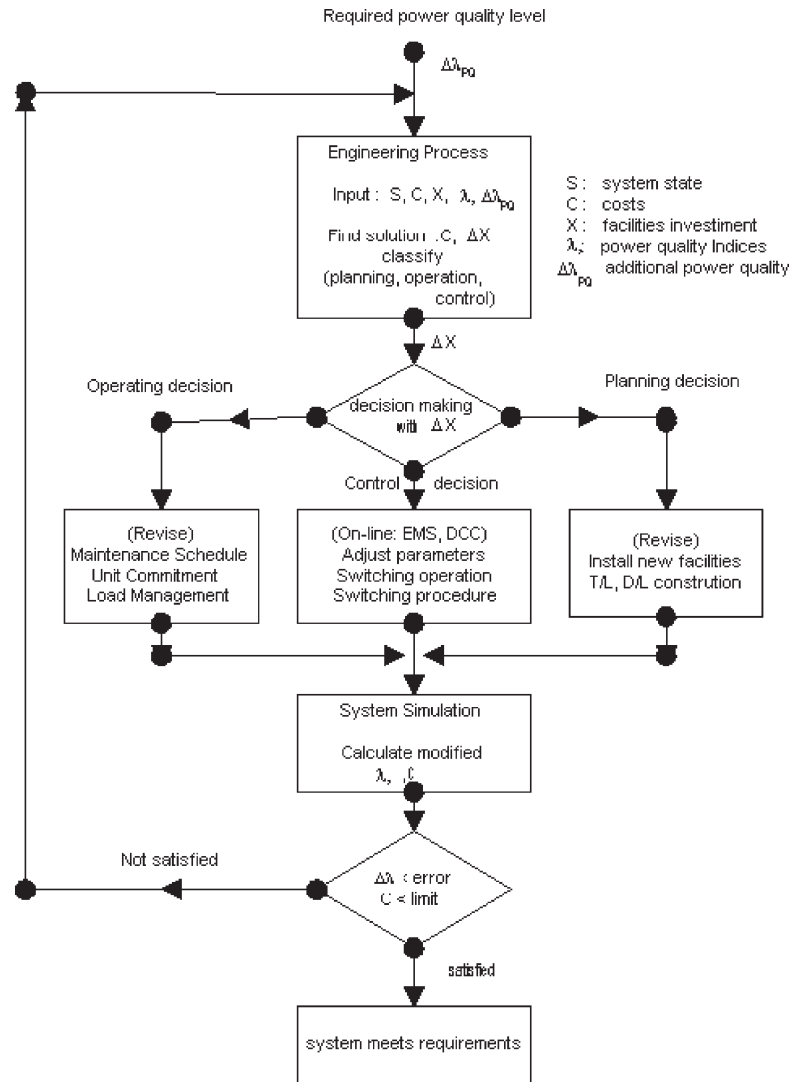 Required power quality level
ΔλPQ
Engineering Process
Input : S, C, X, λ, ΔλPQ
Find solution :C, ΔX
classify
(planning, operation,
control)
S : system state
C : costs
X : facilities investiment
λ; power quality Indices
ΔλPQ additional power quality
ΔX
Operating decision
Planning decision
decision making
with ΔX
Control decision
(Revise)
Maintenance Schedule
Unit Commitment
Load Management
(On-line: EMS, DCC)
Adjust parameters
Switching operation
Switching procedure
(Revise)
Install new facilities
T/L, D/L constrution
System Simulation
Calculate modified
λ, ,C
Not satisfied
Δλ < error
C < limit
satisfied
system meets requirements